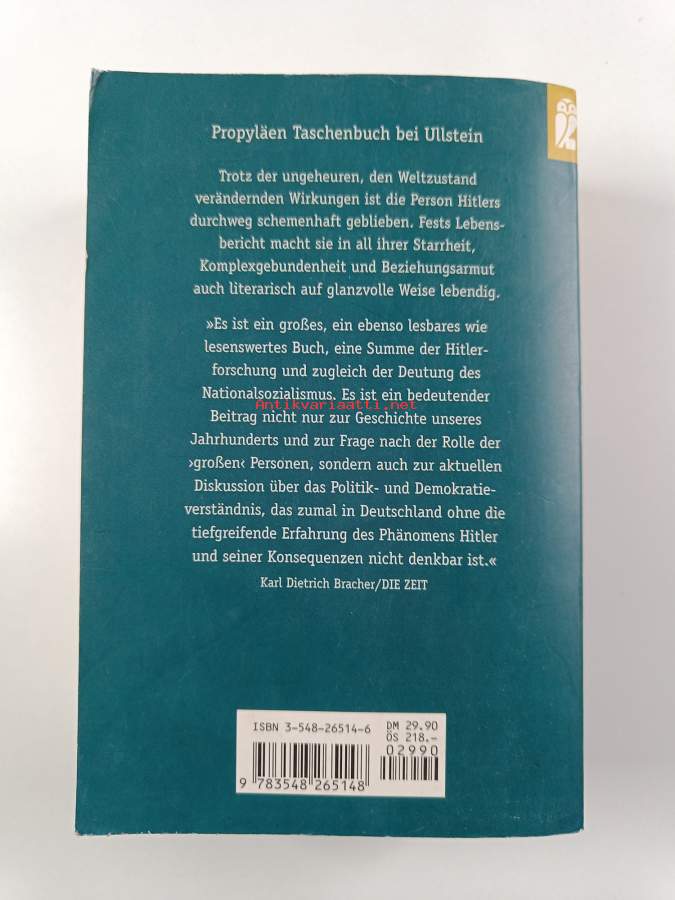 Propyläen Taschenbuch bei Ullstein
Trotz der ungeheuren, den Weltzustand
verändernden Wirkungen ist die Person Hitlers
durchweg schemenhaft geblieben. Fests Lebens-
bericht macht sie in all ihrer Starrheit,
Komplexgebundenheit und Beziehungsarmut
auch literarisch auf glanzvolle Weise lebendig.
»Es ist ein großes, ein ebenso lesbares wie
lesenswertes Buch, eine Summe der Hitler-
forschung und zugleich der Deutung des
Nationalsozialismus. Es ist ein bedeutender
Antikvariaatti.net
Beitrag nicht nur zur Geschichte unseres
Jahrhunderts und zur Frage nach der Rolle der
›großen‹ Personen, sondern auch zur aktuellen
Diskussion über das Politik- und Demokratie-
verständnis, das zumal in Deutschland ohne die
tiefgreifende Erfahrung des Phänomens Hitler
und seiner Konsequenzen nicht denkbar ist.«
Karl Dietrich Bracher/DIE ZEIT
ISBN 3-548-26514-6
DM 29.90
ÖS 218.-
02990
9 783548 265148